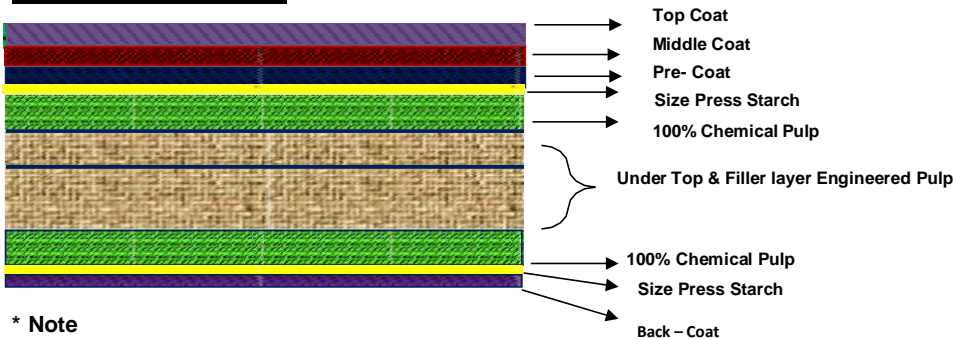 Top Coat
Middle Coat
Pre- Coat
Size Press Starch
100% Chemical Pulp
Under Top & Filler layer Engineered Pulp
100% Chemical Pulp
Size Press Starch
Back – Coat
* Note